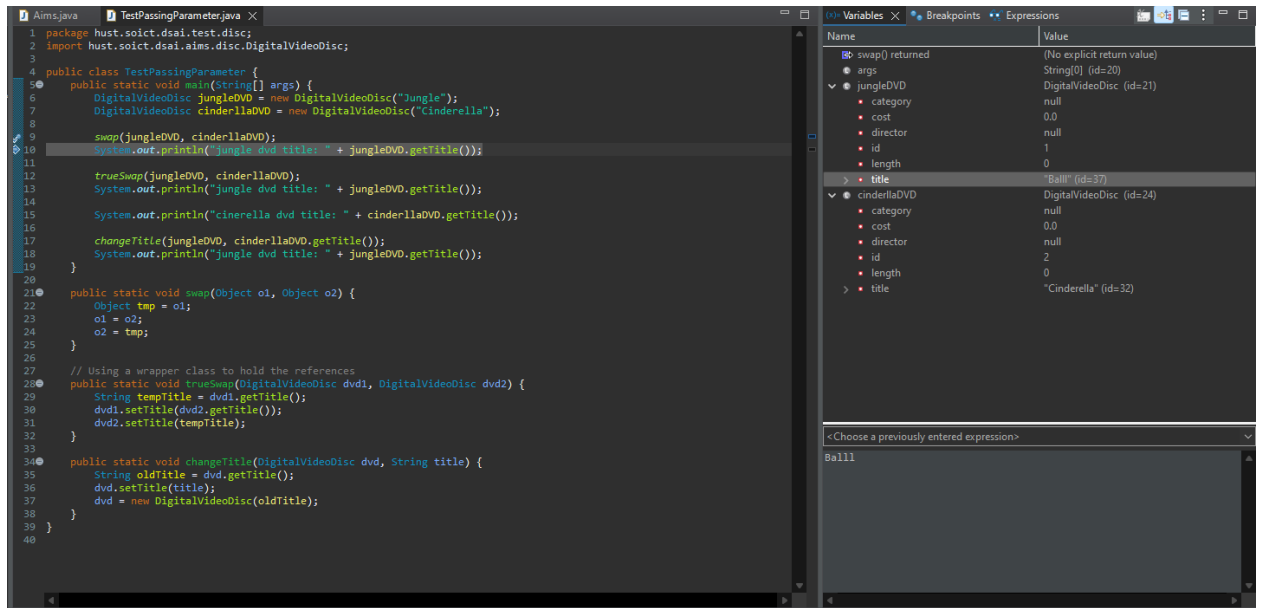 Aims.java
TestPassingParameter.java
1 package hust.soict.dsai.test.disc;
2 import hust.soict.dsai.aims.disc.DigitalVideoDisc;
3
4 public class TestPassingParameter {
5 public static void main(String[] args) {
6 DigitalVideoDisc jungleDVD = new DigitalVideoDisc("Jungle");
7 DigitalVideoDisc cinderllaDVD = new DigitalVideoDisc("Cinderella");
8
9 swap(jungleDVD, cinderllaDVD);
10 System.out.println("jungle dvd title: " + jungleDVD.getTitle());
11
12 trueSwap(jungleDVD, cinderllaDVD);
13 System.out.println("jungle dvd title: " + jungleDVD.getTitle());
14
15 System.out.println("cinerella dvd title: " + cinderllaDVD.getTitle());
16
17 changeTitle(jungleDVD, cinderllaDVD.getTitle());
18 System.out.println("jungle dvd title: " + jungleDVD.getTitle());
19 }
20
21 public static void swap(Object o1, Object o2) {
22 Object tmp = o1;
23 o1 = o2;
24 o2 = tmp;
25 }
26
27 // Using a wrapper class to hold the references
28 public static void trueSwap(DigitalVideoDisc dvd1, DigitalVideoDisc dvd2) {
29 String tempTitle = dvd1.getTitle();
30 dvd1.setTitle(dvd2.getTitle());
31 dvd2.setTitle(tempTitle);
32 }
33
34 public static void changeTitle(DigitalVideoDisc dvd, String title) {
35 String oldTitle = dvd.getTitle();
36 dvd.setTitle(title);
37 dvd = new DigitalVideoDisc(oldTitle);
38 }
39 }
40
(x)= Variables
Breakpoints
Expressions
Name Value
swap() returned (No explicit return value)
args String[0] (id=20)
jungleDVD DigitalVideoDisc (id=21)
category null
cost 0.0
director null
id 1
length 0
title "Balll" (id=37)
cinderllaDVD DigitalVideoDisc (id=24)
category null
cost 0.0
director null
id 2
length 0
title "Cinderella" (id=32)
<Choose a previously entered expression>
Balll